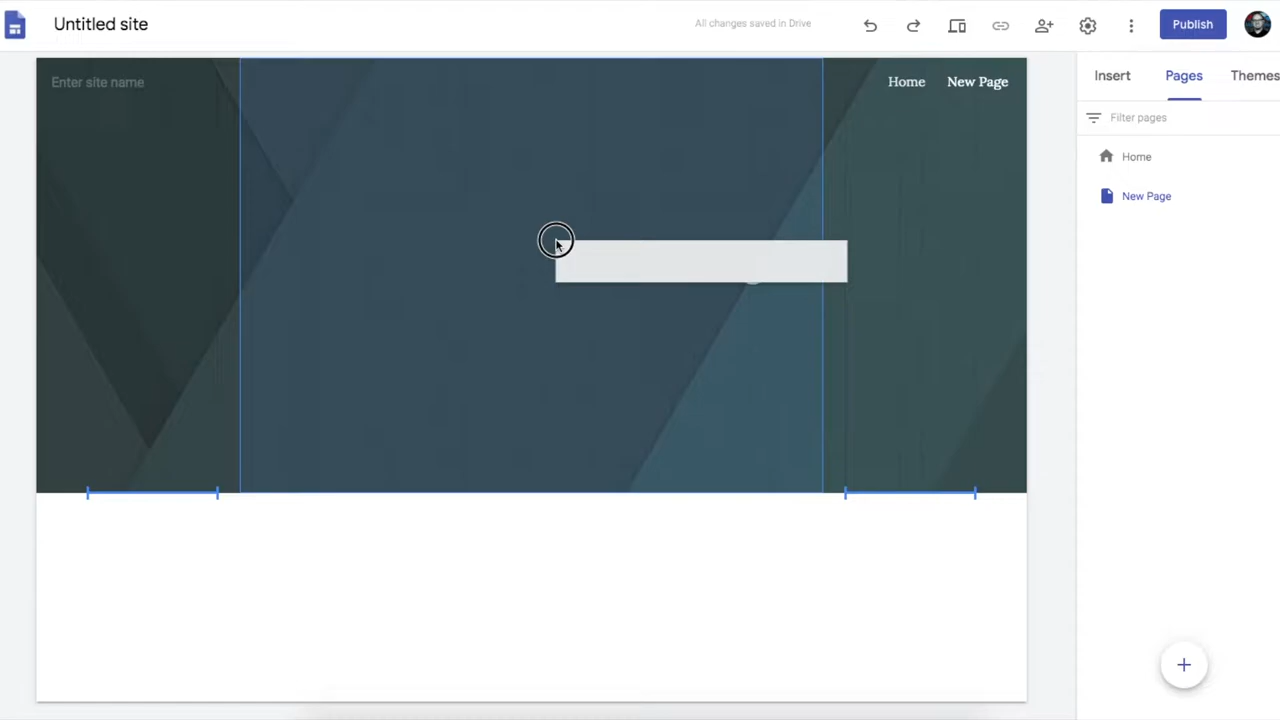 Untitled site
All changes saved in Drive
Publish
Enter site name
Home
New Page
Insert
Pages
Themes
Filter pages
Home
New Page